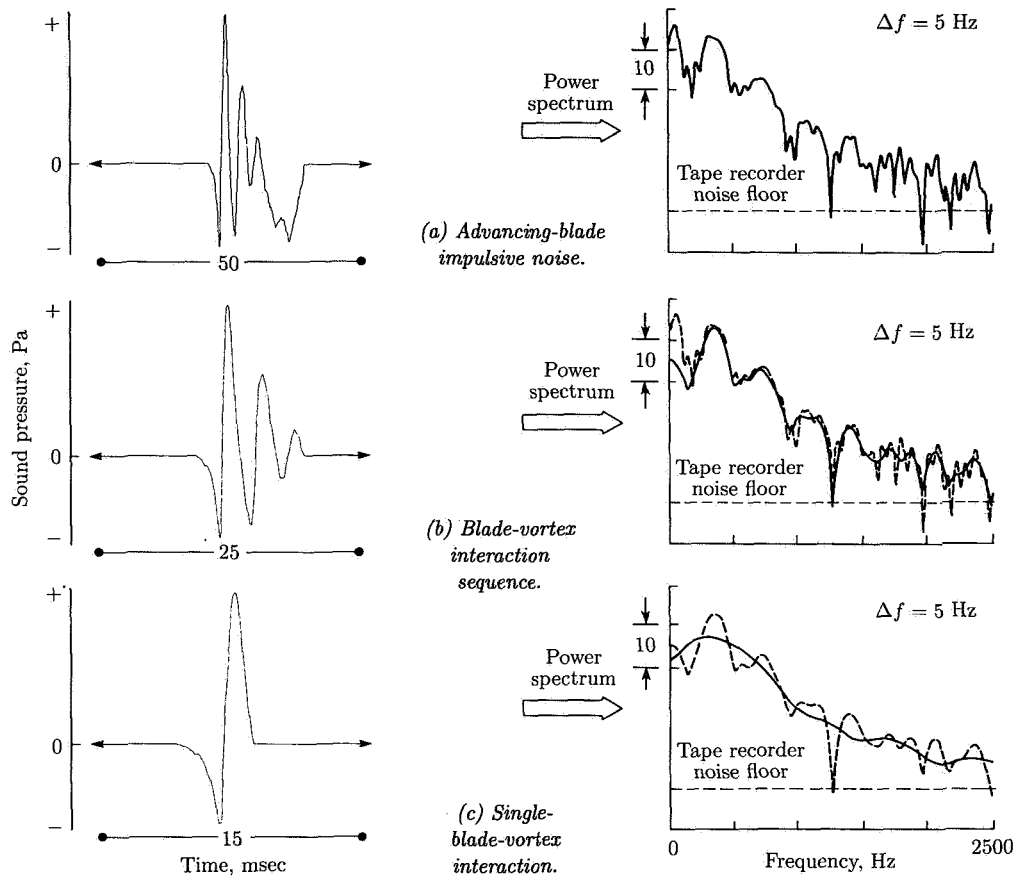 +
0
−
50
Power
spectrum
(a) Advancing-blade
impulsive noise.
10
Δf = 5 Hz
Tape recorder
noise floor
Sound pressure, Pa
+
0
−
25
Power
spectrum
(b) Blade-vortex
interaction
sequence.
10
Δf = 5 Hz
Tape recorder
noise floor
+
0
−
15
Time, msec
Power
spectrum
(c) Single-
blade-vortex
interaction.
10
Δf = 5 Hz
Tape recorder
noise floor
0
2500
Frequency, Hz